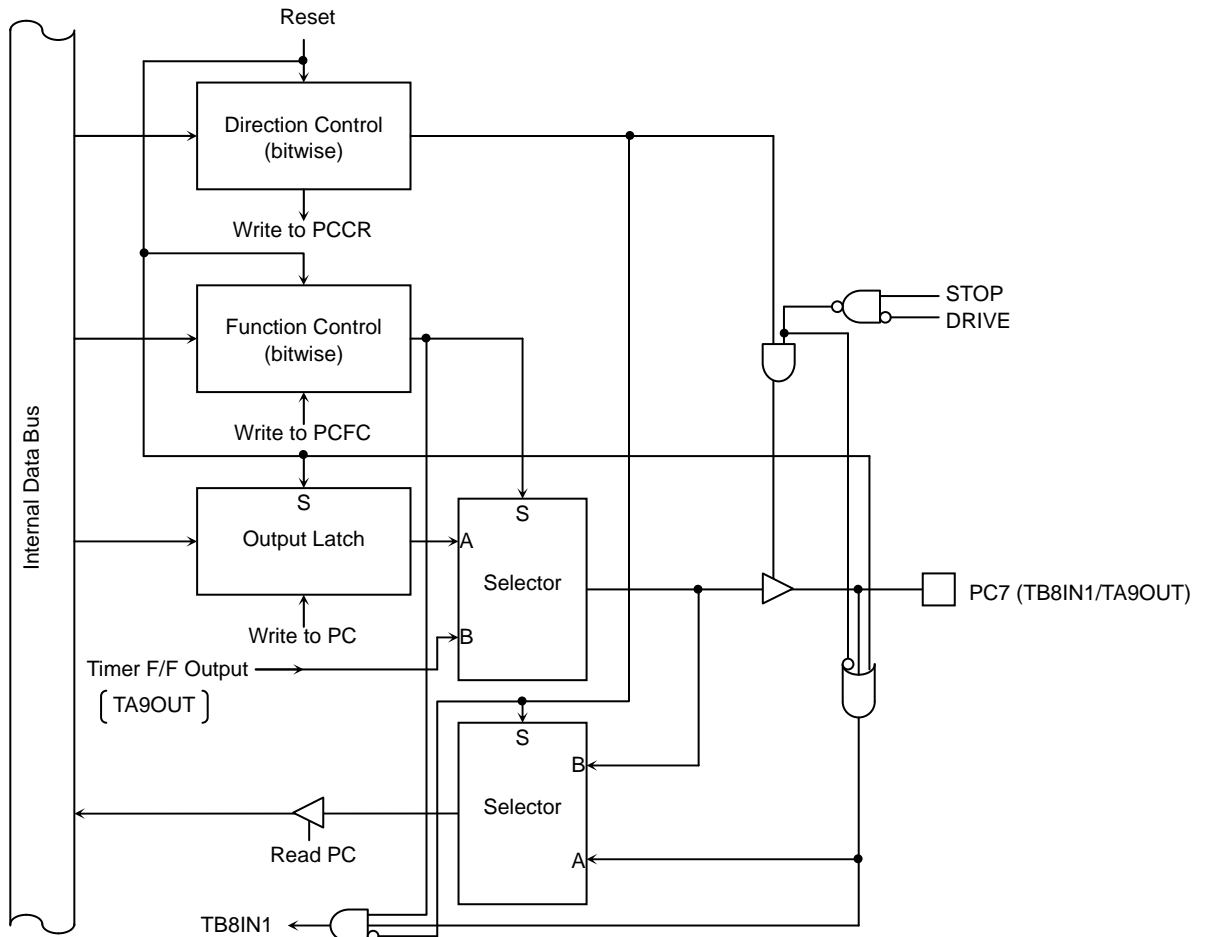 Reset
Direction Control
(bitwise)
Write to PCCR
Function Control
(bitwise)
STOP
DRIVE
Write to PCFC
Internal Data Bus
S
Output Latch
S
A
Selector
PC7 (TB8IN1/TA9OUT)
Write to PC
B
Timer F/F Output
TA9OUT
S
B
Selector
Read PC
A
TB8IN1